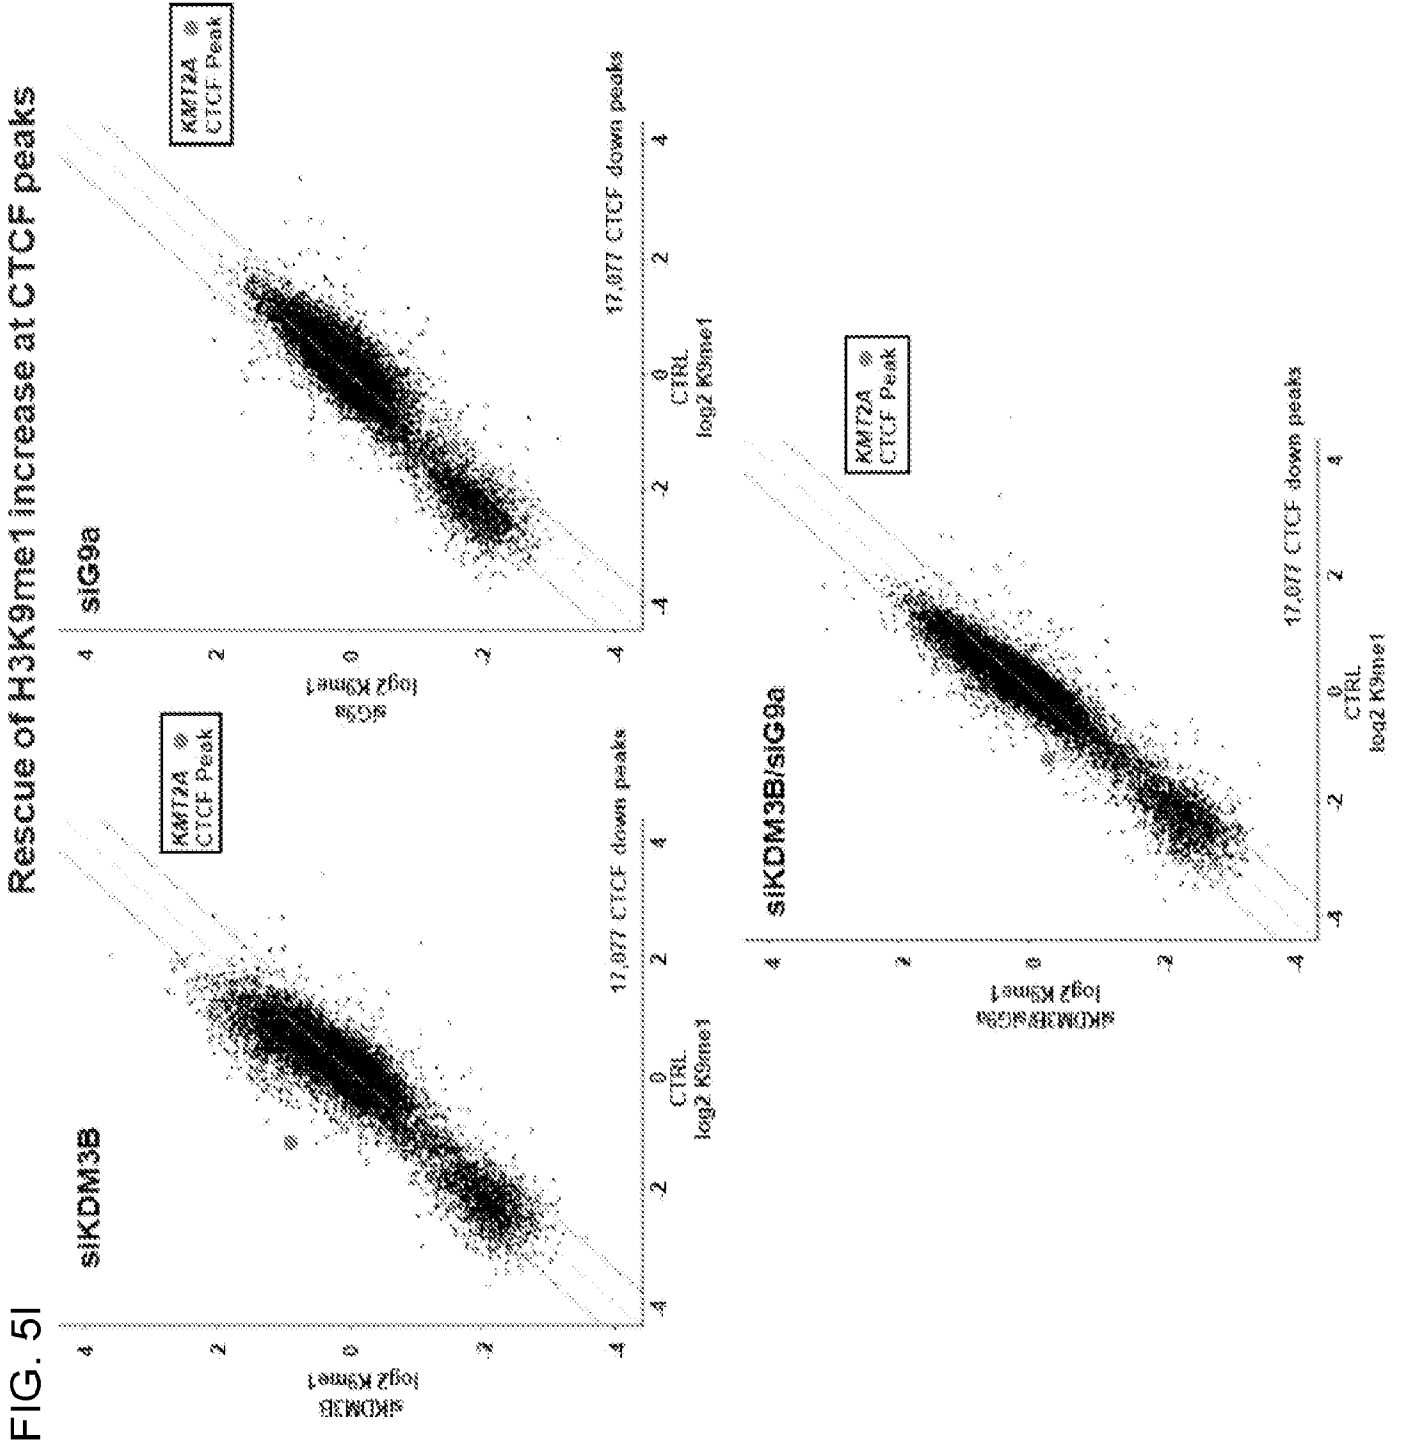 FIG. 5I
Rescue of H3K9me1 increase at CTCF peaks
siKDM3B
KMT2A
CTCF Peak
4
2
0
-2
-4
siKDM3B
log2 K9me1
17,877 CTCF down peaks
-4
-2
0
2
4
CTRL
log2 K9me1
siG9a
KMT2A
CTCF Peak
4
2
0
-2
-4
siG9a
log2 K9me1
17,077 CTCF down peaks
-4
-2
0
2
4
CTRL
log2 K9me1
siKDM3B/siG9a
KMT2A
CTCF Peak
4
2
0
-2
-4
siKDM3B/siG9a
log2 K9me1
17,077 CTCF down peaks
-4
-2
0
2
4
CTRL
log2 K9me1